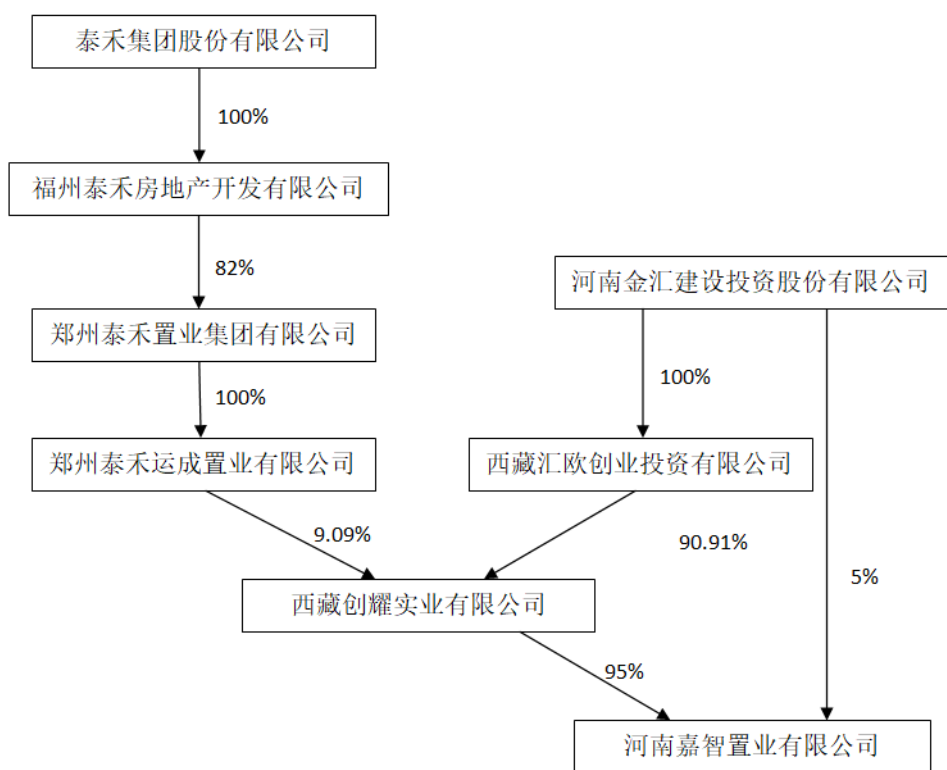 泰禾集团股份有限公司
100%
福州泰禾房地产开发有限公司
82%
河南金汇建设投资股份有限公司
郑州泰禾置业集团有限公司
100%
100%
郑州泰禾运成置业有限公司
西藏汇欧创业投资有限公司
9.09%
90.91%
5%
西藏创耀实业有限公司
95%
河南嘉智置业有限公司